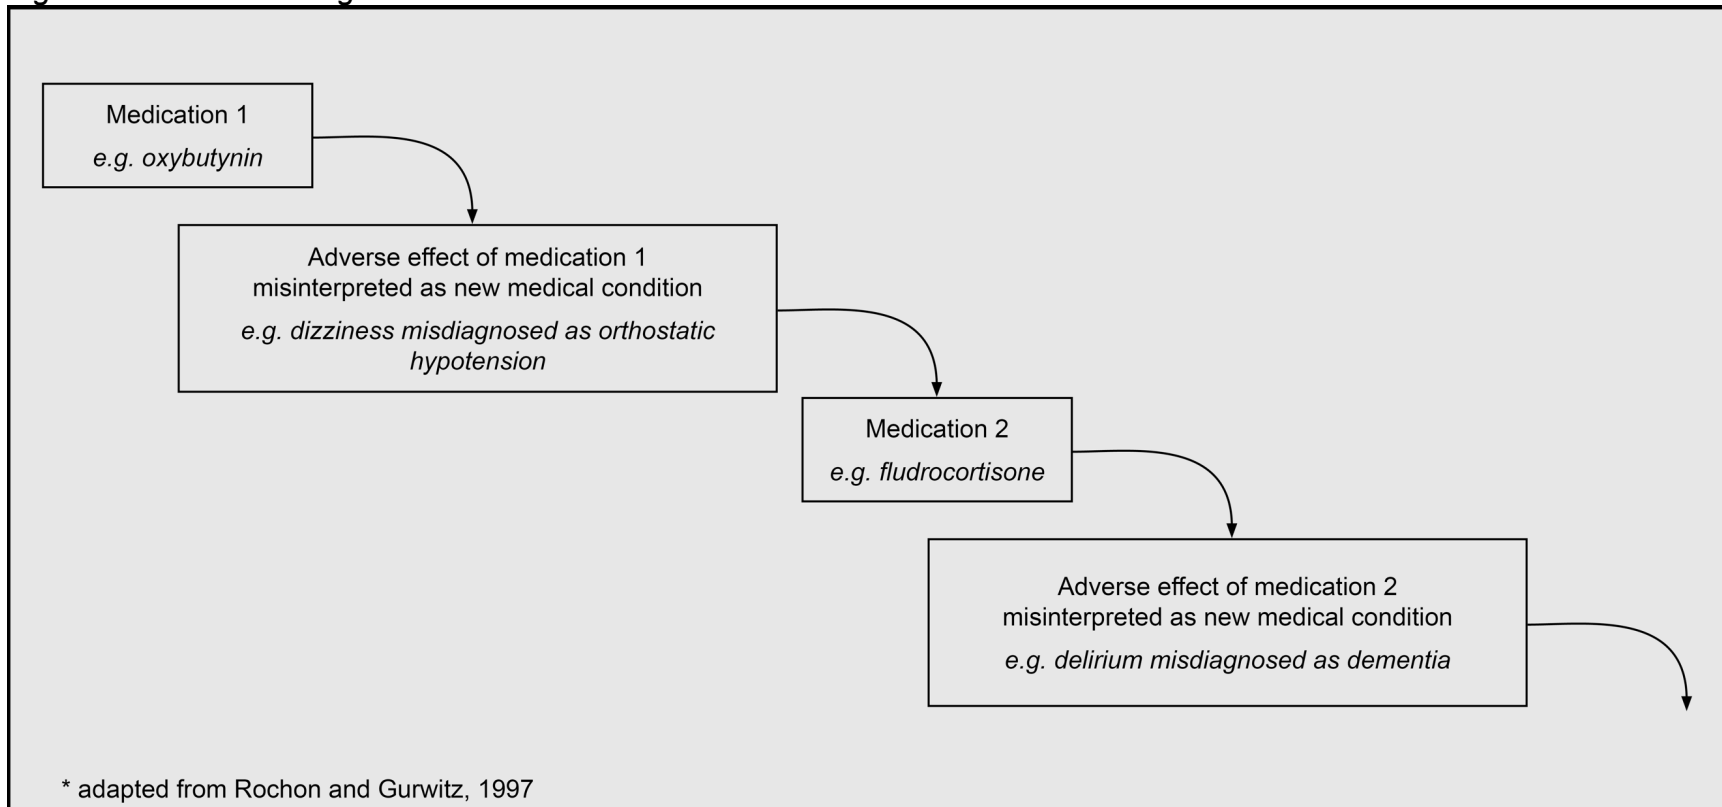 Medication 1
e.g. oxybutynin
Adverse effect of medication 1
misinterpreted as new medical condition
e.g. dizziness misdiagnosed as orthostatic
hypotension
Medication 2
e.g. fludrocortisone
Adverse effect of medication 2
misinterpreted as new medical condition
e.g. delirium misdiagnosed as dementia
* adapted from Rochon and Gurwitz, 1997